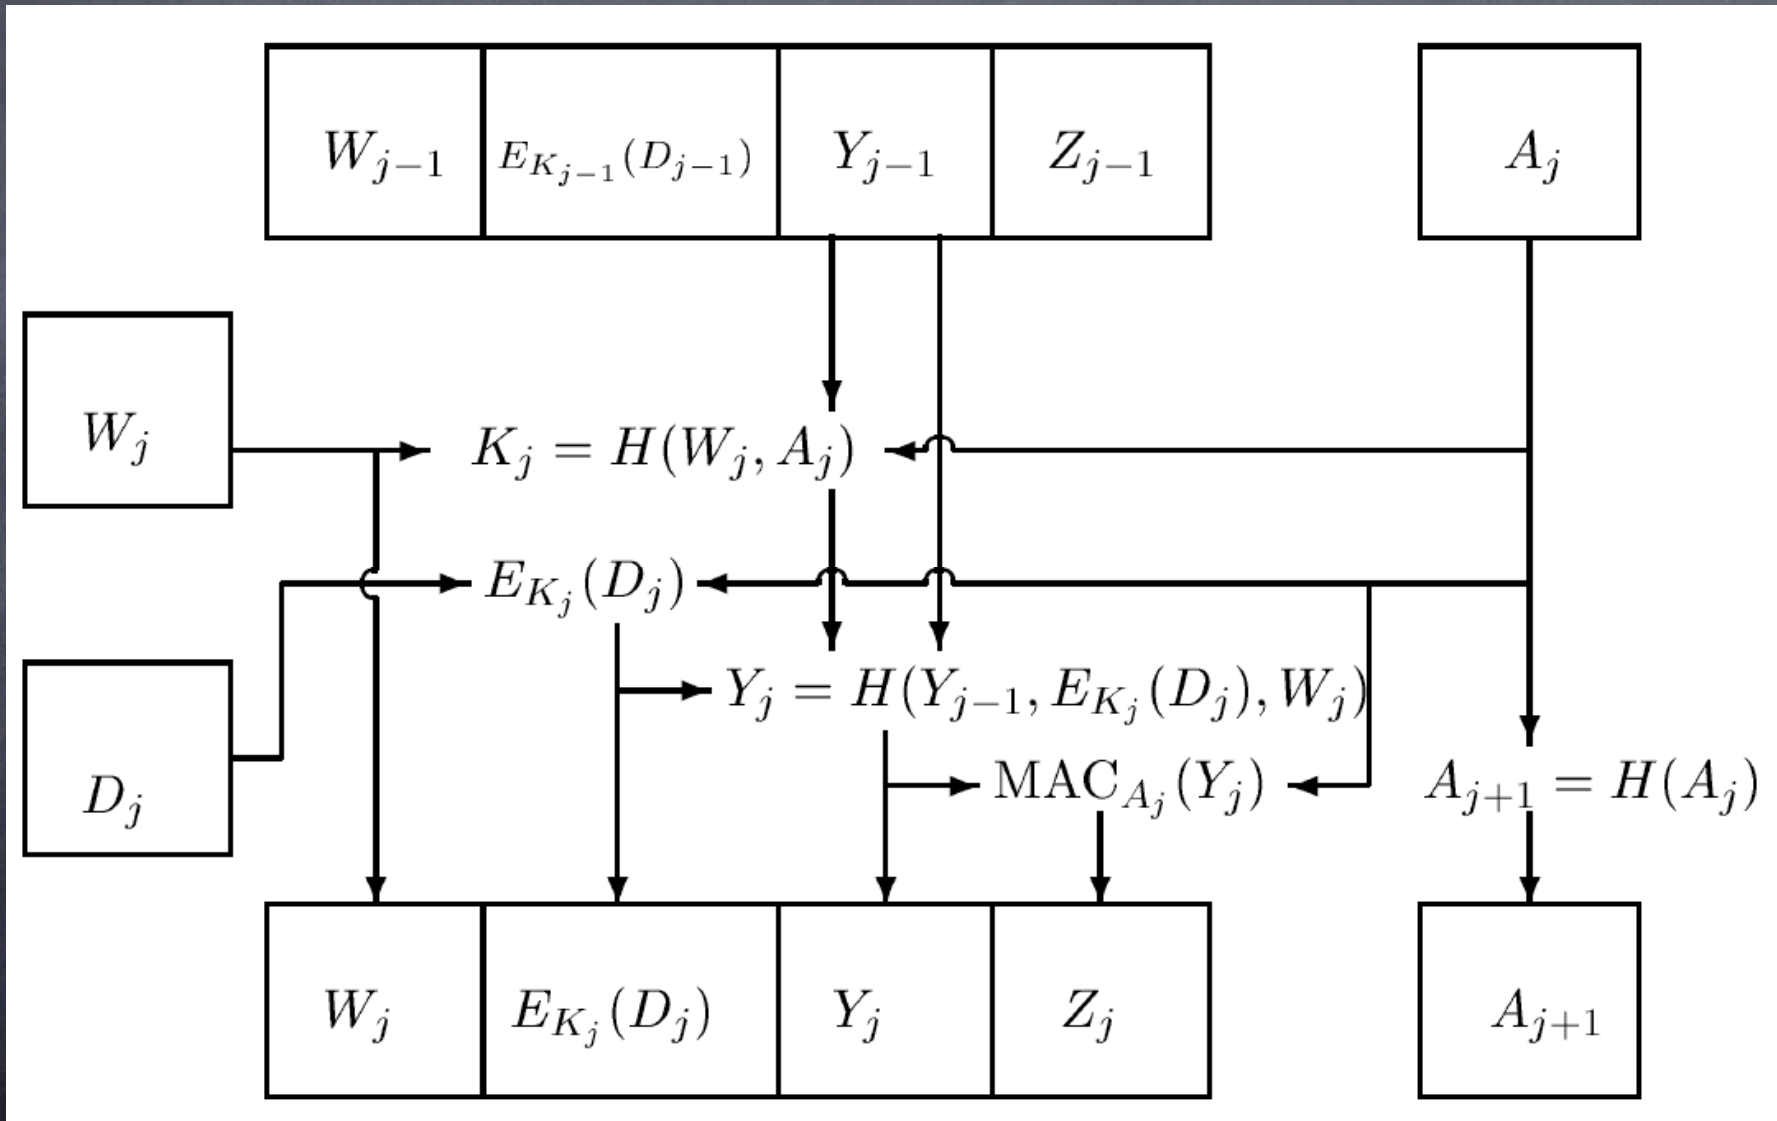 W_{j−1} E_{K_{j−1}}(D_{j−1}) Y_{j−1} Z_{j−1} A_j
W_j
K_j = H(W_j, A_j)
E_{K_j}(D_j)
Y_j = H(Y_{j−1}, E_{K_j}(D_j), W_j)
D_j
MAC_{A_j}(Y_j)
A_{j+1} = H(A_j)
W_j E_{K_j}(D_j) Y_j Z_j A_{j+1}